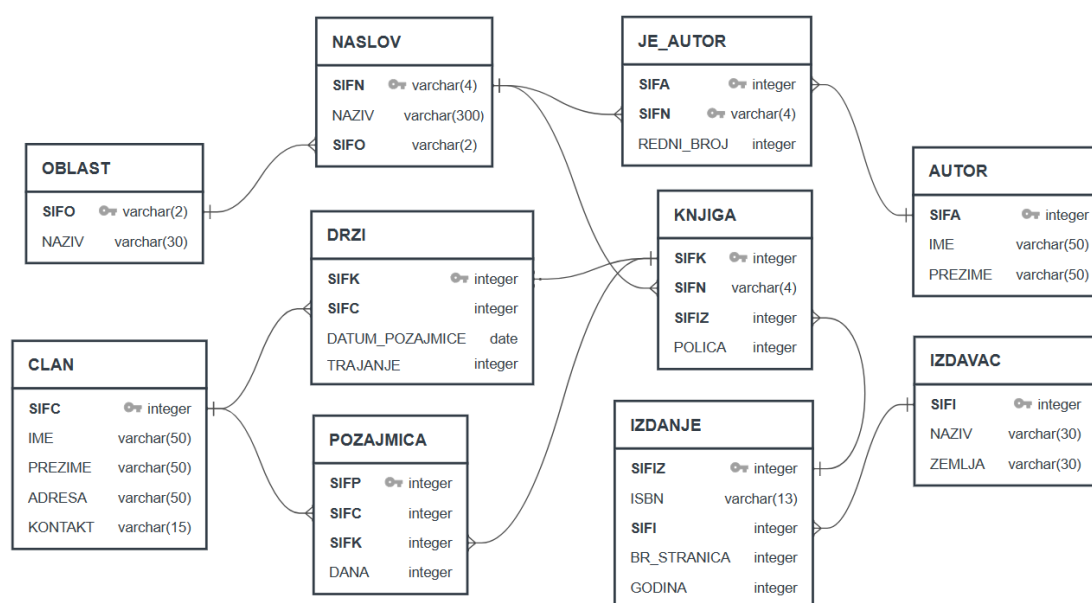 NASLOV
SIFN varchar(4)
NAZIV varchar(300)
SIFO varchar(2)
JE_AUTOR
SIFA integer
SIFN varchar(4)
REDNI_BROJ integer
OBLAST
SIFO varchar(2)
NAZIV varchar(30)
AUTOR
SIFA integer
IME varchar(50)
PREZIME varchar(50)
DRZI
SIFK integer
SIFC integer
DATUM_POZAJMICE date
TRAJANJE integer
KNJIGA
SIFK integer
SIFN varchar(4)
SIFIZ integer
POLICA integer
CLAN
SIFC integer
IME varchar(50)
PREZIME varchar(50)
ADRESA varchar(50)
KONTAKT varchar(15)
IZDAVAC
SIFI integer
NAZIV varchar(30)
ZEMLJA varchar(30)
POZAJMICA
SIFP integer
SIFC integer
SIFK integer
DANA integer
IZDANJE
SIFIZ integer
ISBN varchar(13)
SIFI integer
BR_STRANICA integer
GODINA integer